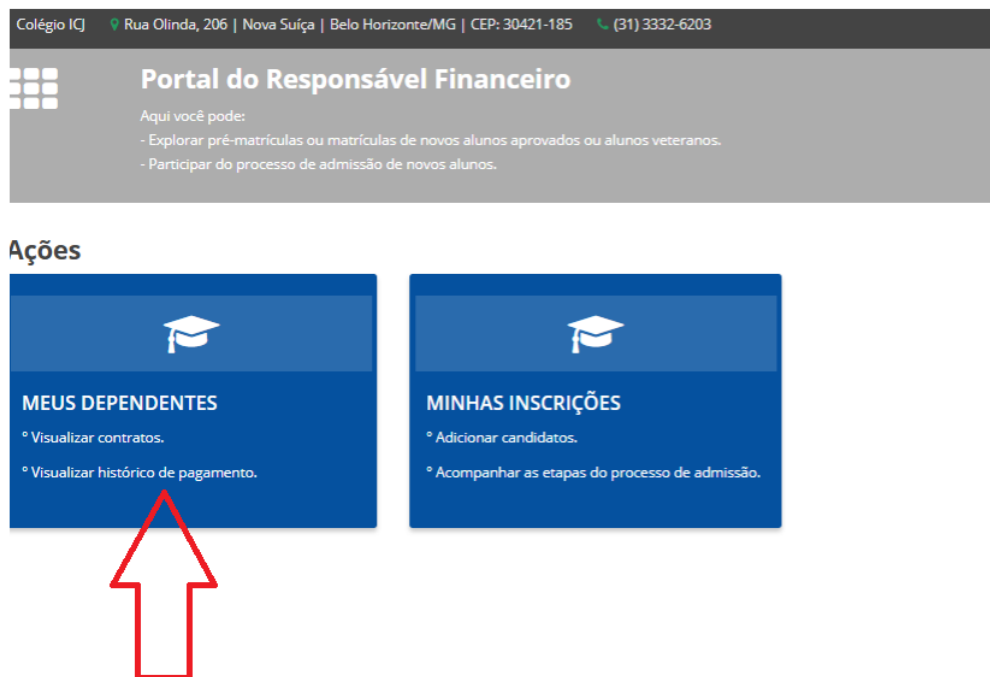 Colégio ICJ Rua Olinda, 206 | Nova Suíça | Belo Horizonte/MG | CEP: 30421-185 (31) 3332-6203
Portal do Responsável Financeiro
Aqui você pode:
- Explorar pré-matrículas ou matrículas de novos alunos aprovados ou alunos veteranos.
- Participar do processo de admissão de novos alunos.
Ações
MEUS DEPENDENTES
° Visualizar contratos.
° Visualizar histórico de pagamento.
MINHAS INSCRIÇÕES
° Adicionar candidatos.
° Acompanhar as etapas do processo de admissão.